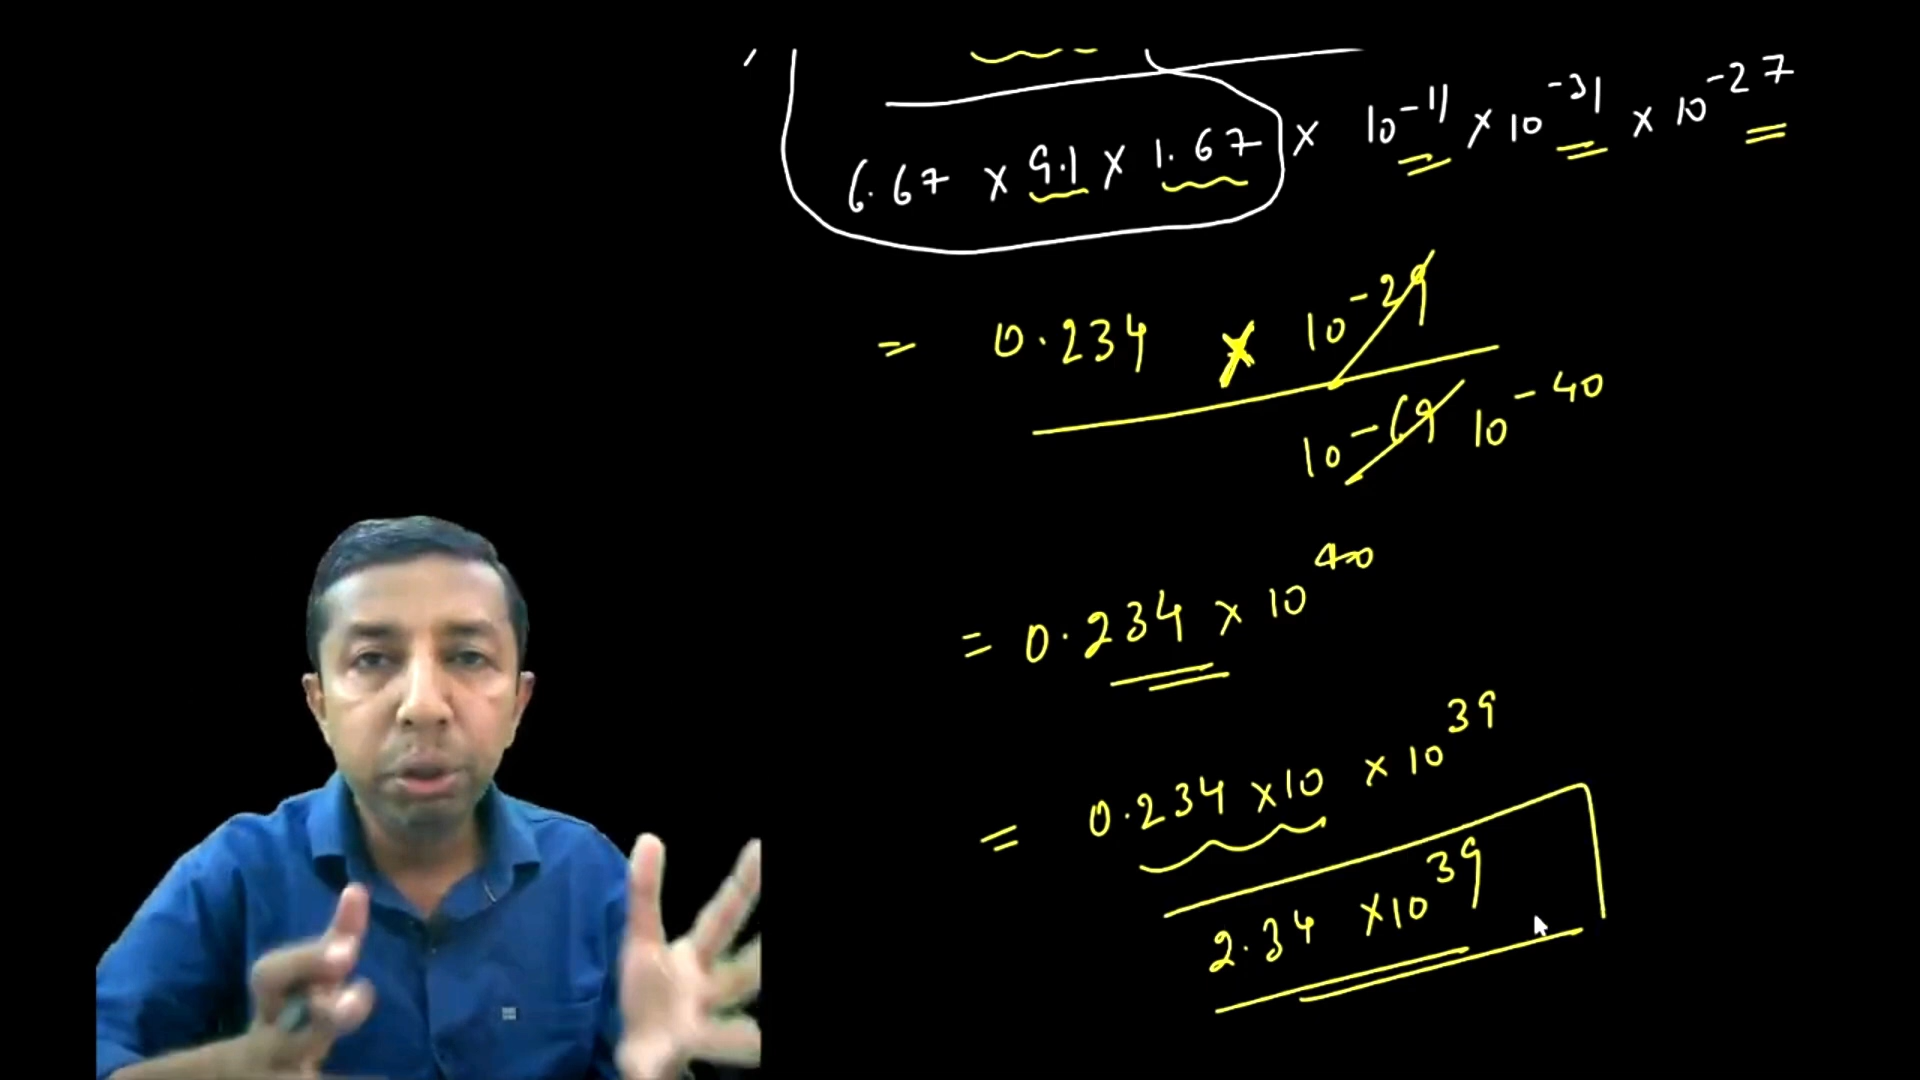 6.67 × 9.1 × 1.67 × 10⁻¹¹ × 10⁻³¹ × 10⁻²⁷
= 0.234 × 10⁻²⁹
10⁻⁶⁹ 10⁻⁴⁰
= 0.234 × 10⁴⁰
= 0.234 × 10 × 10³⁹
2.34 × 10³⁹